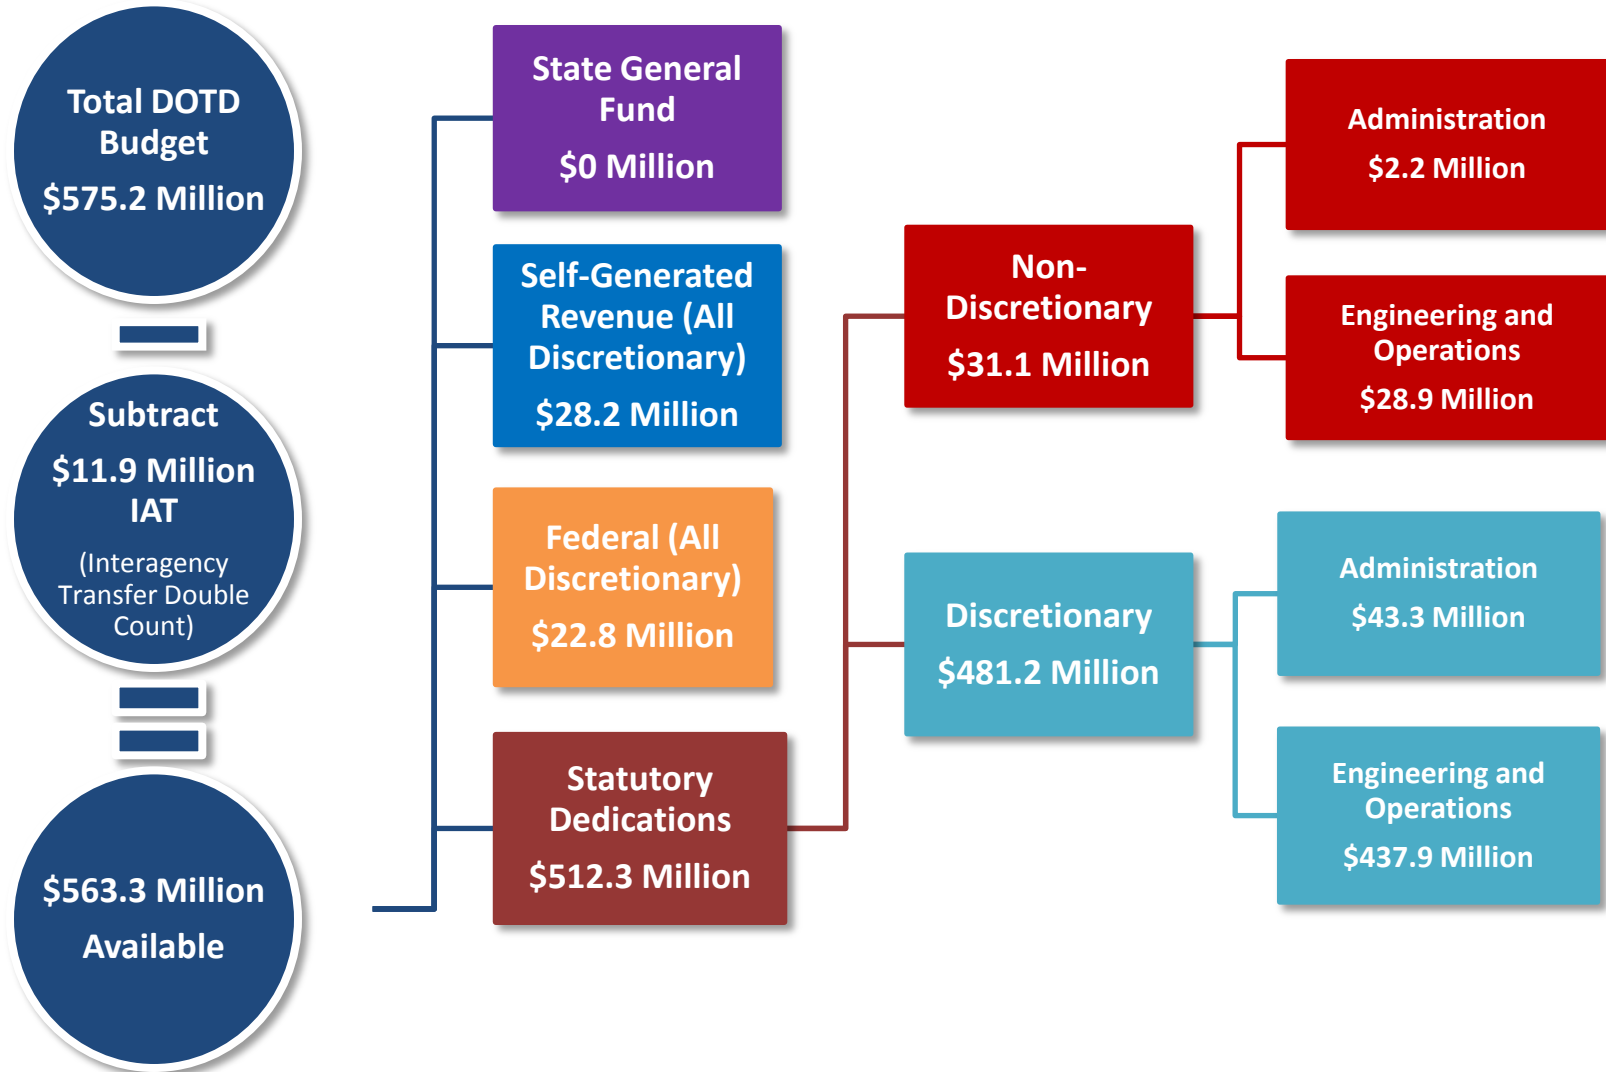 Total DOTD
Budget
$575.2 Million
Subtract
$11.9 Million
IAT
(Interagency
Transfer Double
Count)
$563.3 Million
Available
State General
Fund
$0 Million
Self-Generated
Revenue (All
Discretionary)
$28.2 Million
Federal (All
Discretionary)
$22.8 Million
Statutory
Dedications
$512.3 Million
Non-
Discretionary
$31.1 Million
Discretionary
$481.2 Million
Administration
$2.2 Million
Engineering and
Operations
$28.9 Million
Administration
$43.3 Million
Engineering and
Operations
$437.9 Million